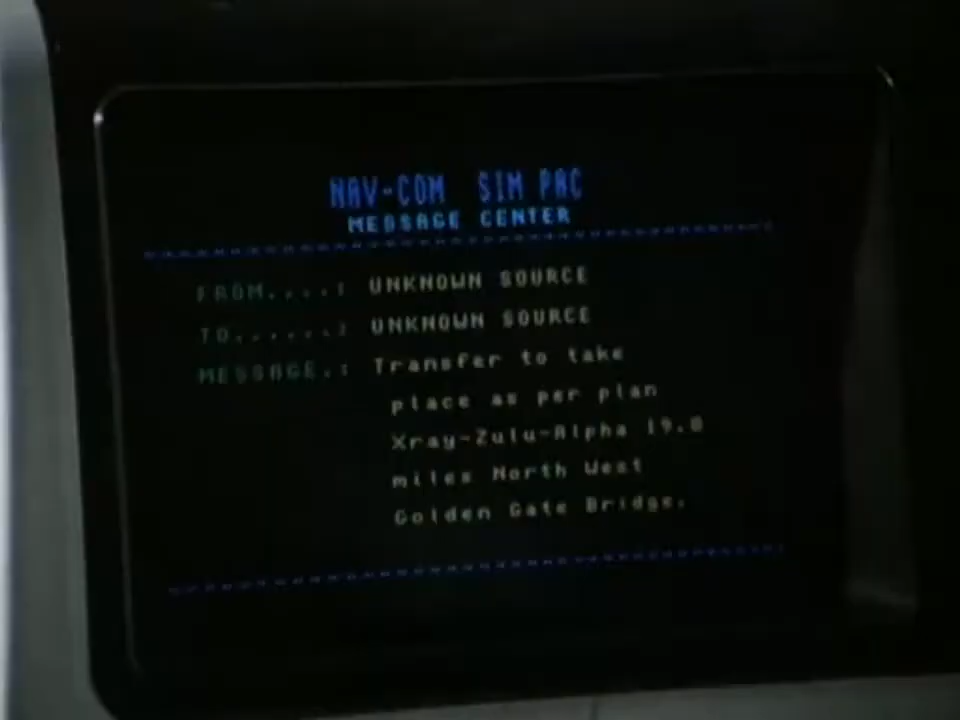 NAV-COM SIM PAC
MESSAGE CENTER
FROM....: UNKNOWN SOURCE
TO......: UNKNOWN SOURCE
MESSAGE.: Transfer to take
place as per plan
Xray-Zulu-Alpha 19.0
miles North West
Golden Gate Bridge.